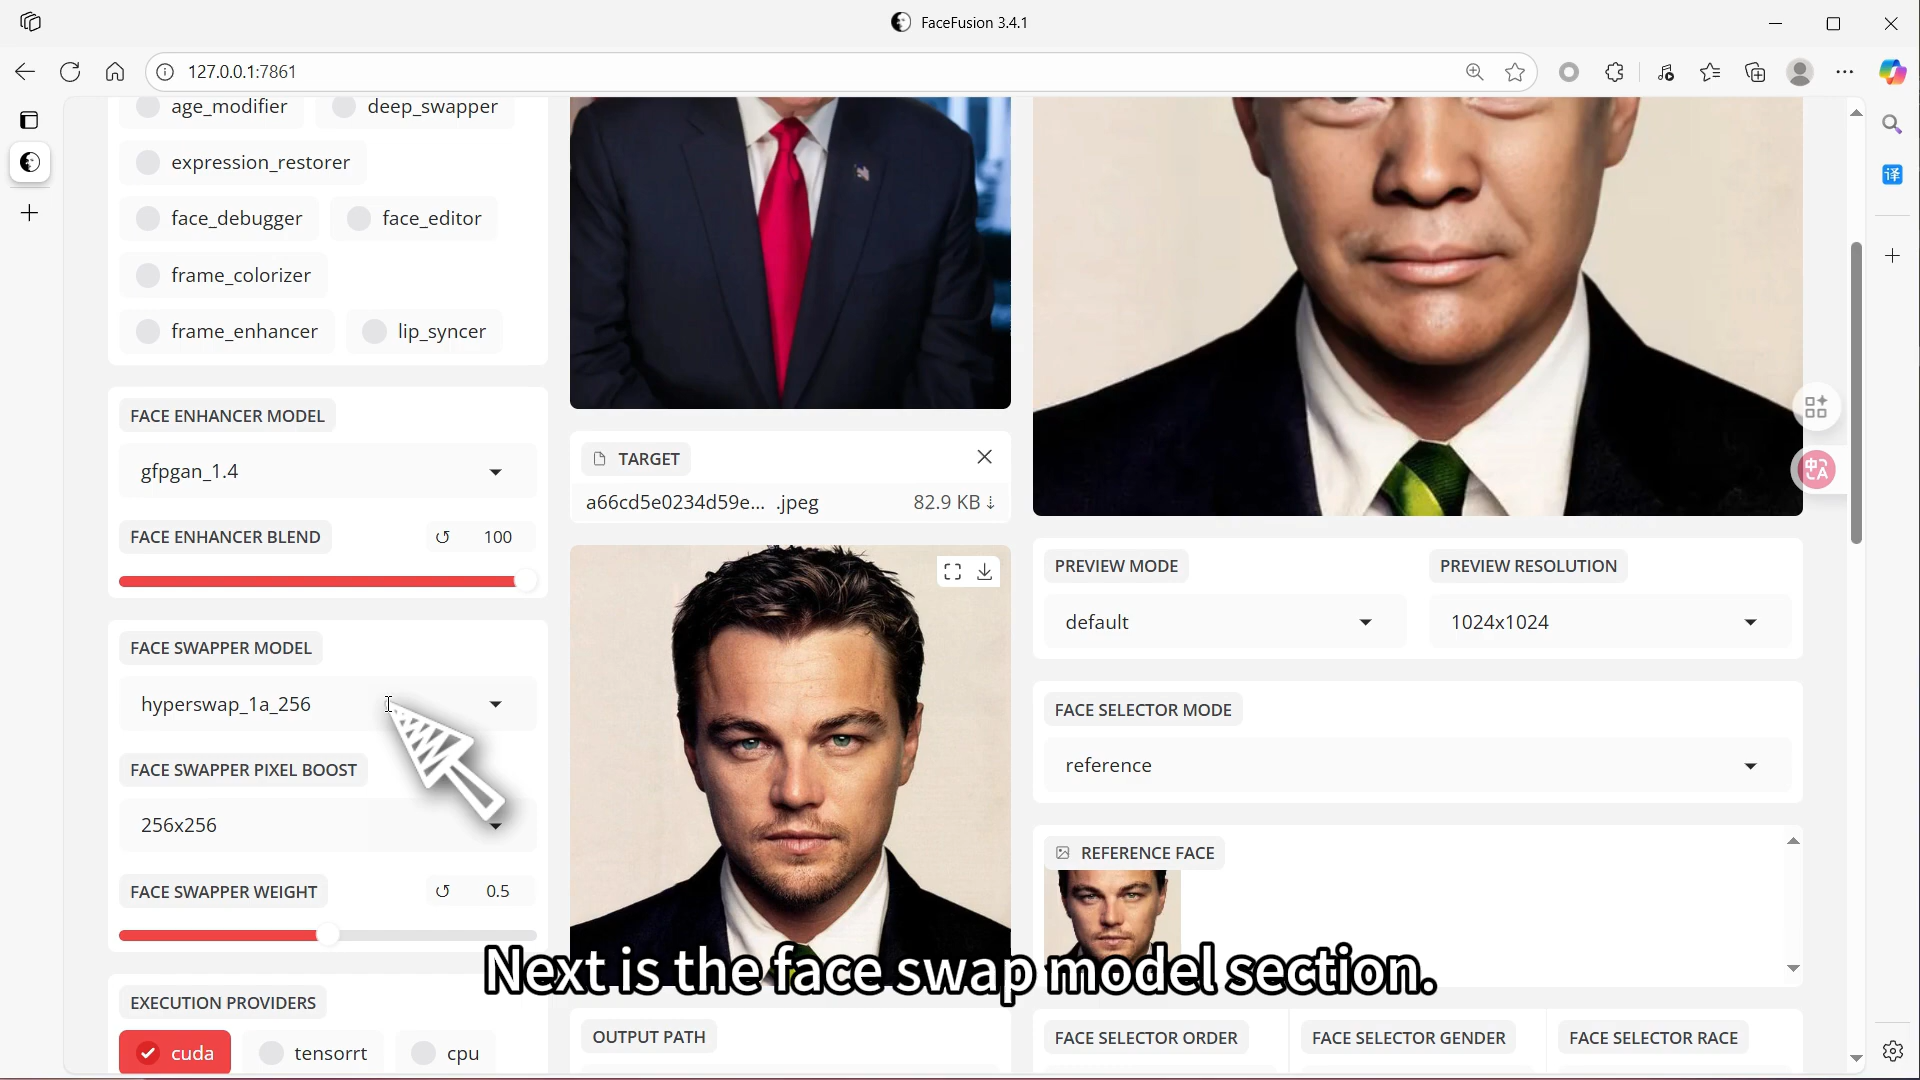 FaceFusion 3.4.1
127.0.0.1:7861
age_modifier
deep_swapper
expression_restorer
face_debugger
face_editor
frame_colorizer
frame_enhancer
lip_syncer
FACE ENHANCER MODEL
gfpgan_1.4
FACE ENHANCER BLEND
100
FACE SWAPPER MODEL
hyperswap_1a_256
FACE SWAPPER PIXEL BOOST
256x256
FACE SWAPPER WEIGHT
0.5
EXECUTION PROVIDERS
cuda
tensorrt
cpu
TARGET
a66cd5e0234d59e... .jpeg
82.9 KB ↓
OUTPUT PATH
PREVIEW MODE
default
PREVIEW RESOLUTION
1024x1024
FACE SELECTOR MODE
reference
REFERENCE FACE
FACE SELECTOR ORDER
FACE SELECTOR GENDER
FACE SELECTOR RACE
译
中A
Next is the face swap model section.